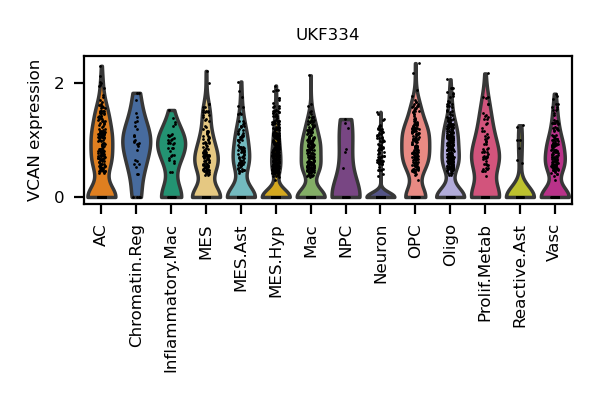 UKF334
VCAN expression
2
0
AC
Chromatin.Reg
Inflammatory.Mac
MES
MES.Ast
MES.Hyp
Mac
NPC
Neuron
OPC
Oligo
Prolif.Metab
Reactive.Ast
Vasc